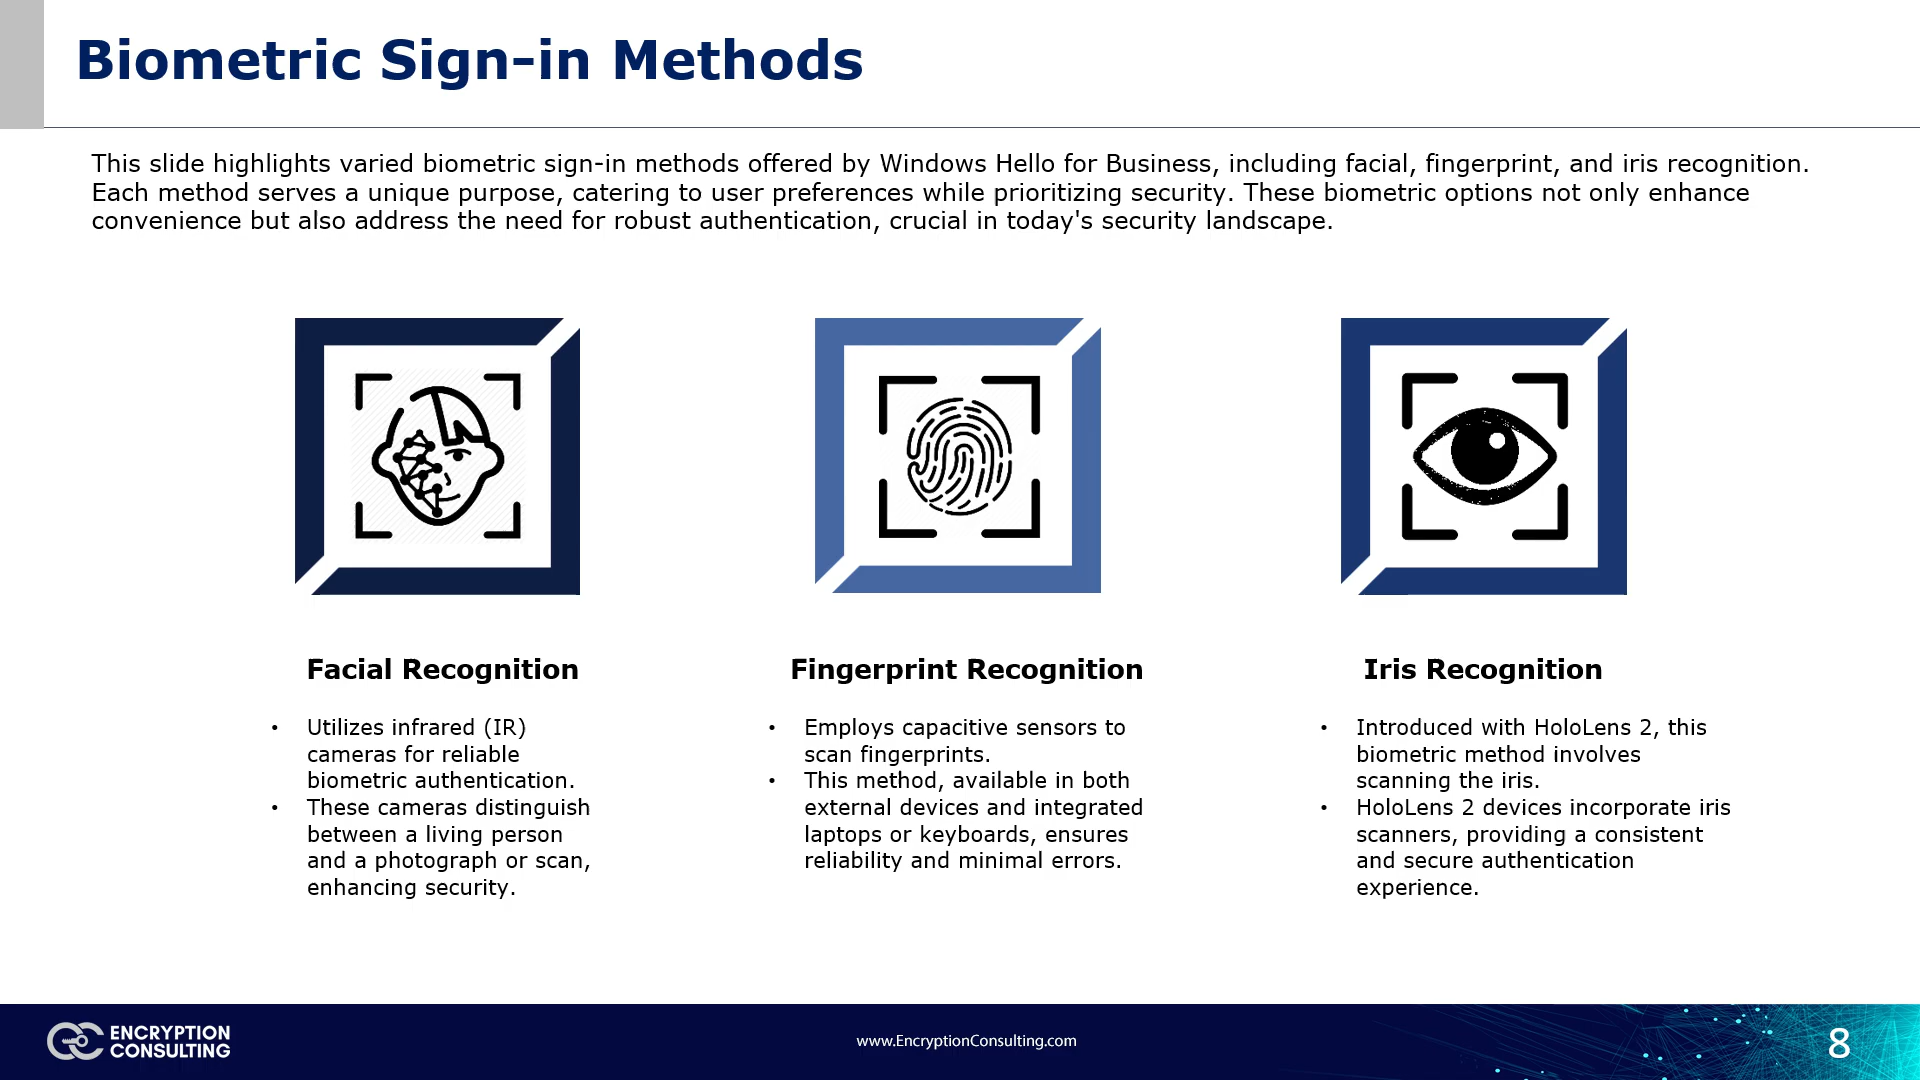 Biometric Sign-in Methods
This slide highlights varied biometric sign-in methods offered by Windows Hello for Business, including facial, fingerprint, and iris recognition.
Each method serves a unique purpose, catering to user preferences while prioritizing security. These biometric options not only enhance
convenience but also address the need for robust authentication, crucial in today's security landscape.
Facial Recognition
• Utilizes infrared (IR)
cameras for reliable
biometric authentication.
• These cameras distinguish
between a living person
and a photograph or scan,
enhancing security.
Fingerprint Recognition
• Employs capacitive sensors to
scan fingerprints.
• This method, available in both
external devices and integrated
laptops or keyboards, ensures
reliability and minimal errors.
Iris Recognition
• Introduced with HoloLens 2, this
biometric method involves
scanning the iris.
• HoloLens 2 devices incorporate iris
scanners, providing a consistent
and secure authentication
experience.
ENCRYPTION
CONSULTING
www.EncryptionConsulting.com
8